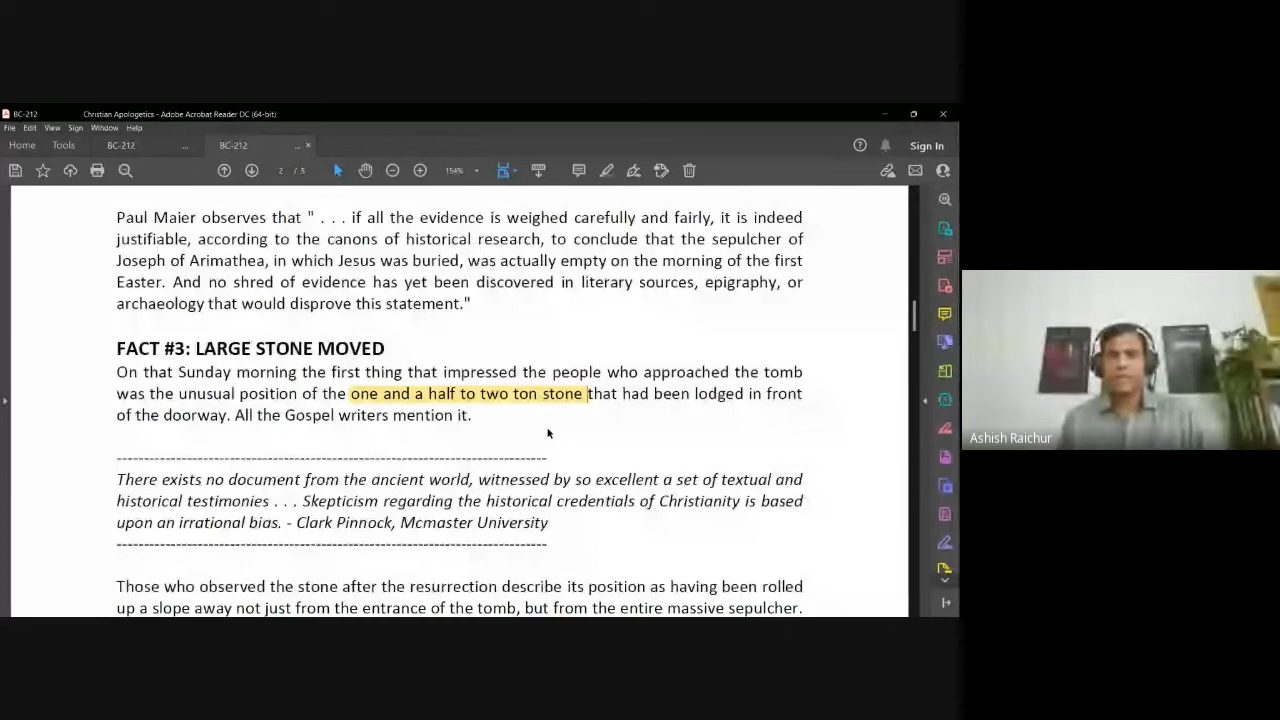 BC-212 Christian Apologetics - Adobe Acrobat Reader DC (64-bit)
File Edit View Sign Window Help
Home Tools BC-212 ... BC-212 ... × Sign In
2 / 5 154%
Paul Maier observes that " . . . if all the evidence is weighed carefully and fairly, it is indeed
justifiable, according to the canons of historical research, to conclude that the sepulcher of
Joseph of Arimathea, in which Jesus was buried, was actually empty on the morning of the first
Easter. And no shred of evidence has yet been discovered in literary sources, epigraphy, or
archaeology that would disprove this statement."
FACT #3: LARGE STONE MOVED
On that Sunday morning the first thing that impressed the people who approached the tomb
was the unusual position of the one and a half to two ton stone that had been lodged in front
of the doorway. All the Gospel writers mention it.
There exists no document from the ancient world, witnessed by so excellent a set of textual and
historical testimonies . . . Skepticism regarding the historical credentials of Christianity is based
upon an irrational bias. - Clark Pinnock, Mcmaster University
Those who observed the stone after the resurrection describe its position as having been rolled
up a slope away not just from the entrance of the tomb, but from the entire massive sepulcher.
Ashish Raichur